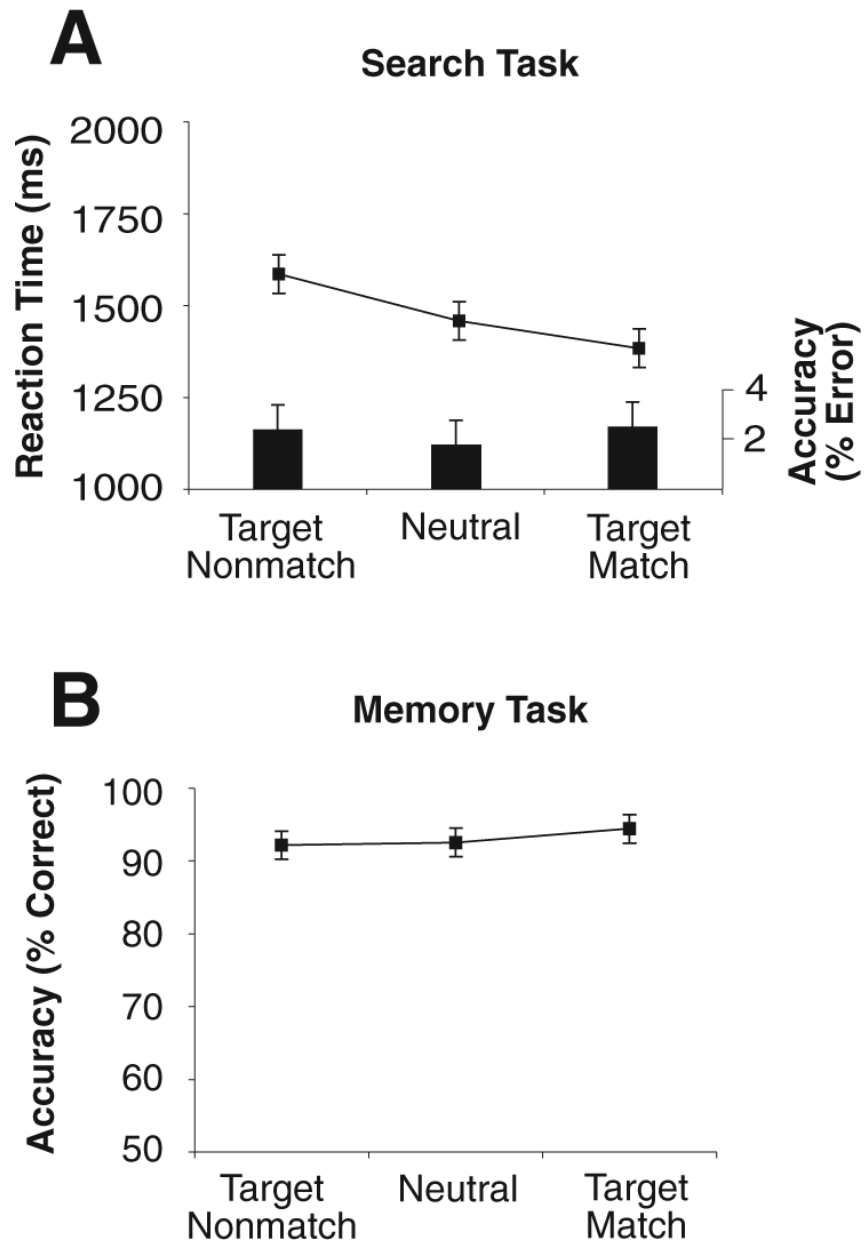 A
Search Task
Reaction Time (ms)
2000
1750
1500
1250
1000
4
2
Accuracy
(% Error)
Target
Nonmatch
Neutral
Target
Match
B
Memory Task
Accuracy (% Correct)
100
90
80
70
60
50
Target
Nonmatch
Neutral
Target
Match